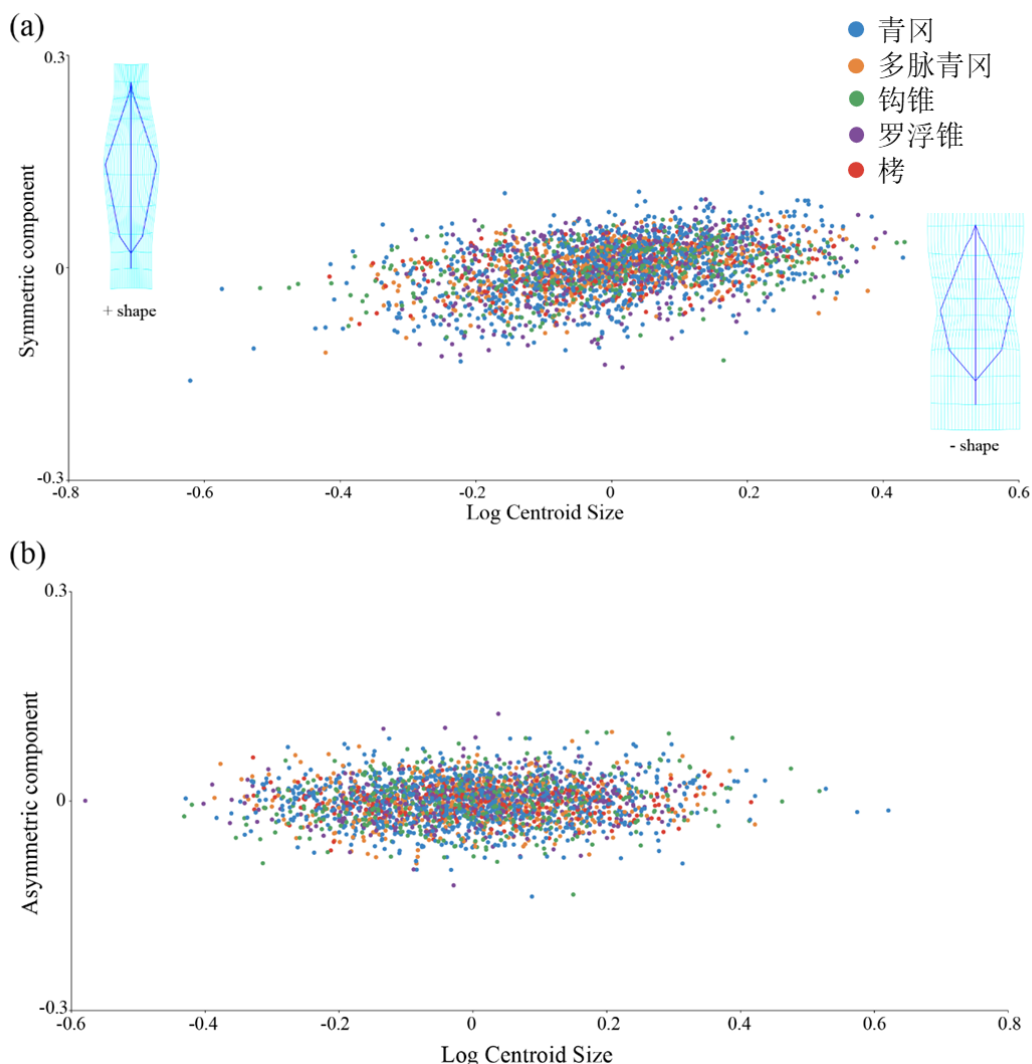 (a)
青冈
多脉青冈
钩锥
罗浮锥
栲
0.3
0
-0.3
Symmetric component
+ shape
- shape
-0.8
-0.6
-0.4
-0.2
0
0.2
0.4
0.6
Log Centroid Size
(b)
0.3
0
-0.3
Asymmetric component
-0.6
-0.4
-0.2
0
0.2
0.4
0.6
0.8
Log Centroid Size